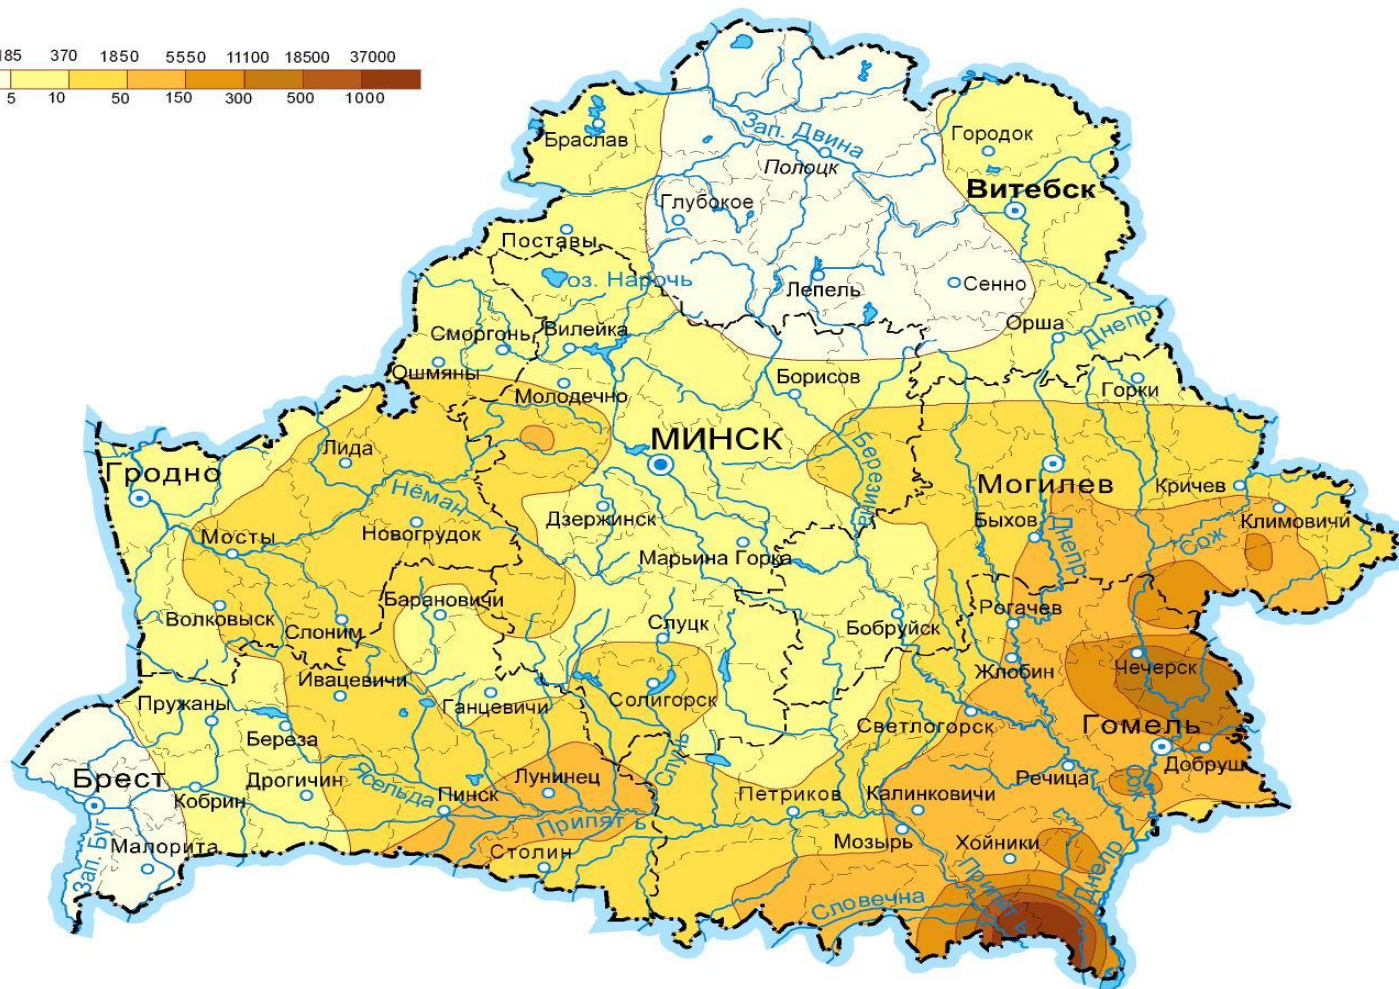 185 370 1850 5550 11100 18500 37000
5 10 50 150 300 500 1000
Браслав
Зап. Двина
Полоцк
Городок
Витебск
Глубокое
Поставы
оз. Нарочь
Лепель
Сенно
Сморгонь
Вилейка
Орша
Днепр
Ошмяны
Молодечно
Борисов
Горки
МИНСК
Лида
Гродно
Нёман
Березина
Могилев
Кричев
Мосты
Новогрудок
Дзержинск
Марьина Горка
Быхов
Днепр
Сож
Климовичи
Волковыск
Слоним
Барановичи
Слуцк
Бобруйск
Рогачев
Ивацевичи
Ганцевичи
Солигорск
Жлобин
Чечерск
Пружаны
Береза
Светлогорск
Гомель
Брест
Кобрин
Дрогичин
Ясельда
Пинск
Лунинец
Случь
Петриков
Калинковичи
Речица
Сож
Добруш
Зап. Буг
Малорита
Припять
Столин
Мозырь
Хойники
Словечна
Припять
Днепр